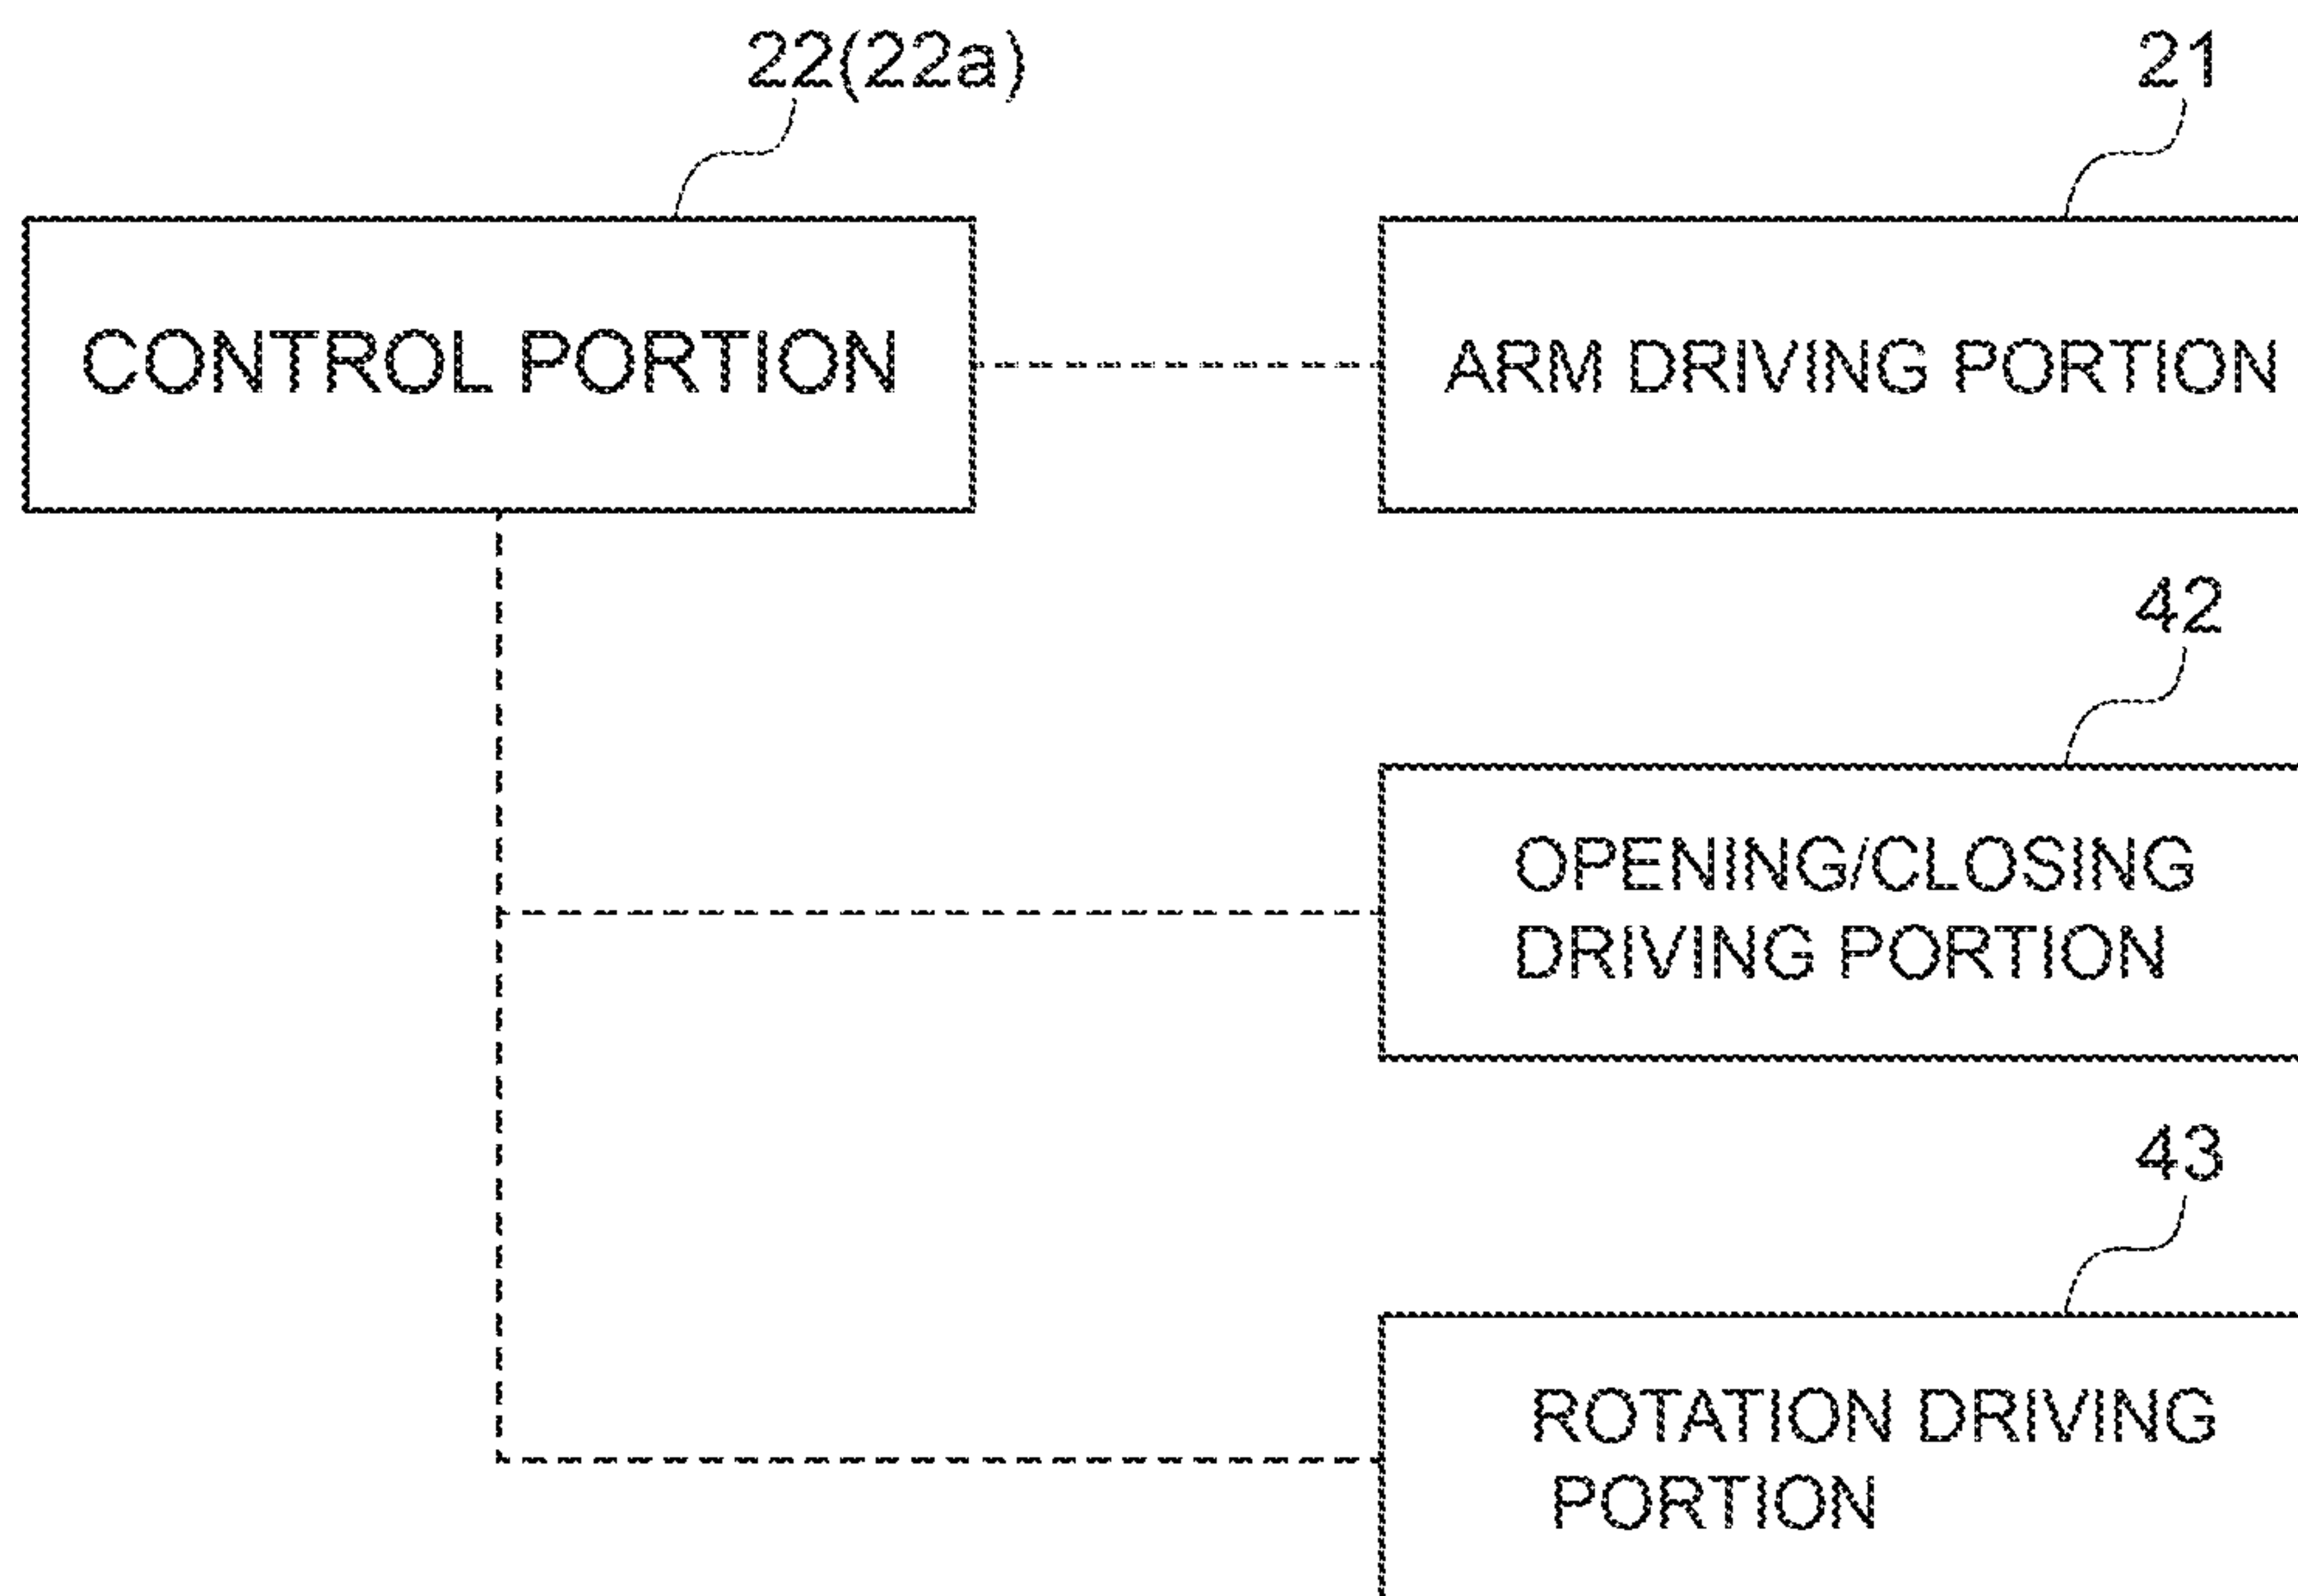 22(22a)
21
CONTROL PORTION
ARM DRIVING PORTION
42
OPENING/CLOSING
DRIVING PORTION
43
ROTATION DRIVING
PORTION